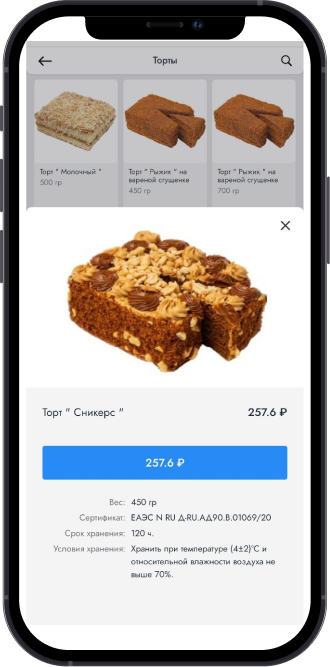 Торты
Торт " Молочный "
500 гр
Торт " Рыжик " на
вареной сгущенке
450 гр
Торт " Рыжик " на
вареной сгущенке
700 гр
Торт " Сникерс "
257.6 ₽
257.6 ₽
Вес: 450 гр
Сертификат: ЕАЭС N RU Д-RU.АД90.В.01069/20
Срок хранения: 120 ч.
Условия хранения: Хранить при температуре (4±2)°С и
относительной влажности воздуха не
выше 70%.